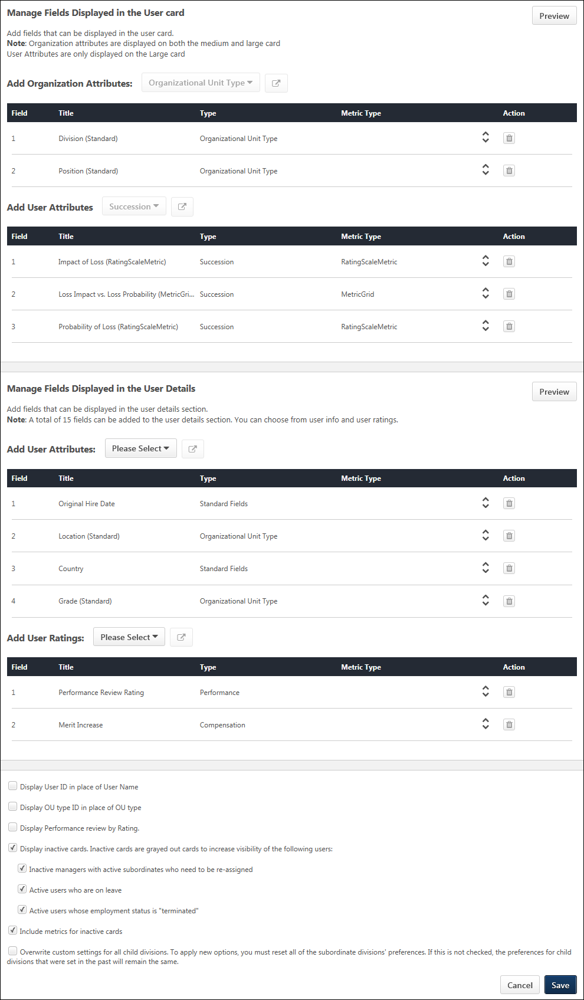 Manage Fields Displayed in the User card
Preview
Add fields that can be displayed in the user card.
Note: Organization attributes are displayed on both the medium and large card
User Attributes are only displayed on the Large card
Add Organization Attributes: Organizational Unit Type
Field Title Type Metric Type Action
1 Division (Standard) Organizational Unit Type
2 Position (Standard) Organizational Unit Type
Add User Attributes Succession
Field Title Type Metric Type Action
1 Impact of Loss (RatingScaleMetric) Succession RatingScaleMetric
2 Loss Impact vs. Loss Probability (MetricGri... Succession MetricGrid
3 Probability of Loss (RatingScaleMetric) Succession RatingScaleMetric
Manage Fields Displayed in the User Details
Preview
Add fields that can be displayed in the user details section.
Note: A total of 15 fields can be added to the user details section. You can choose from user info and user ratings.
Add User Attributes: Please Select
Field Title Type Metric Type Action
1 Original Hire Date Standard Fields
2 Location (Standard) Organizational Unit Type
3 Country Standard Fields
4 Grade (Standard) Organizational Unit Type
Add User Ratings: Please Select
Field Title Type Metric Type Action
1 Performance Review Rating Performance
2 Merit Increase Compensation
Display User ID in place of User Name
Display OU type ID in place of OU type
Display Performance review by Rating.
Display inactive cards. Inactive cards are grayed out cards to increase visibility of the following users:
Inactive managers with active subordinates who need to be re-assigned
Active users who are on leave
Active users whose employment status is "terminated"
Include metrics for inactive cards
Overwrite custom settings for all child divisions. To apply new options, you must reset all of the subordinate divisions' preferences. If this is not checked, the preferences for child
divisions that were set in the past will remain the same.
Cancel Save